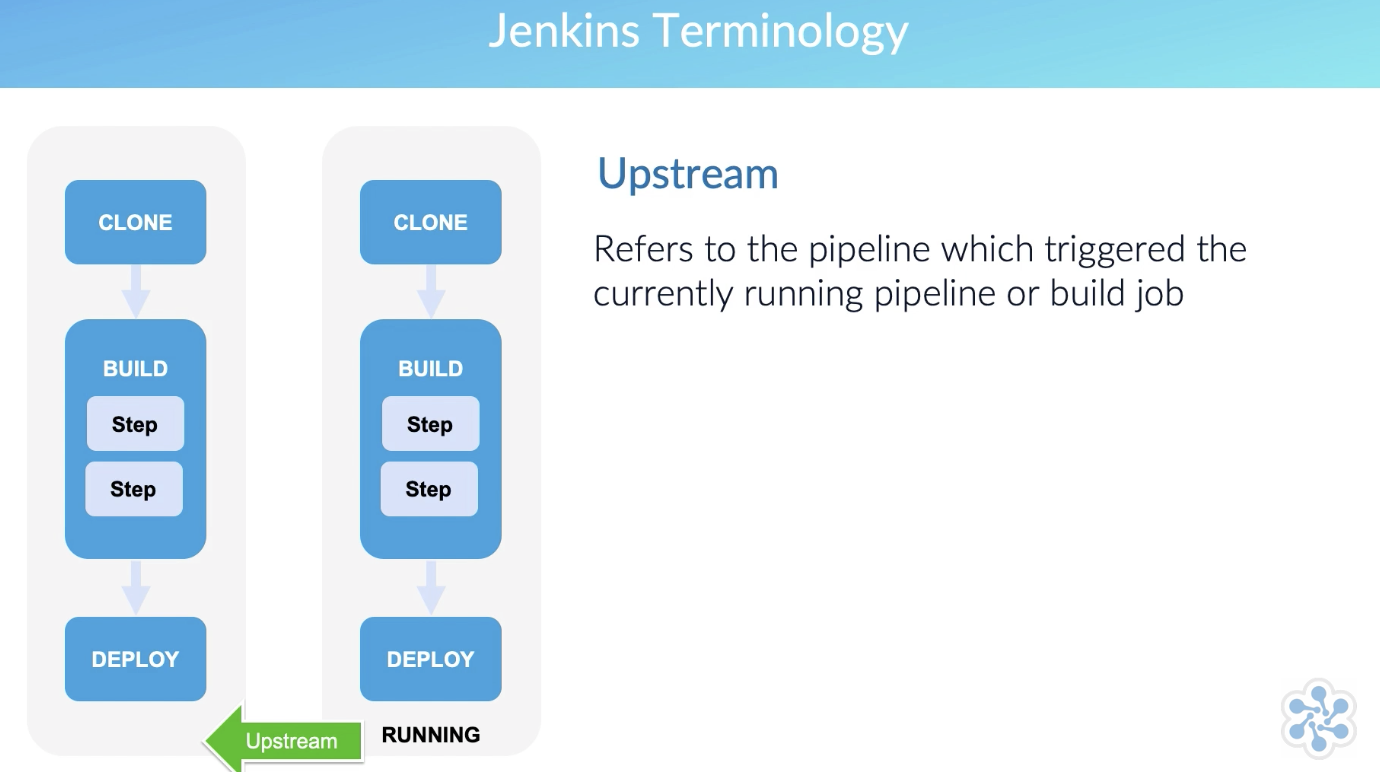 Jenkins Terminology
CLONE
BUILD
Step
Step
DEPLOY
CLONE
BUILD
Step
Step
DEPLOY
Upstream
RUNNING
Upstream
Refers to the pipeline which triggered the
currently running pipeline or build job